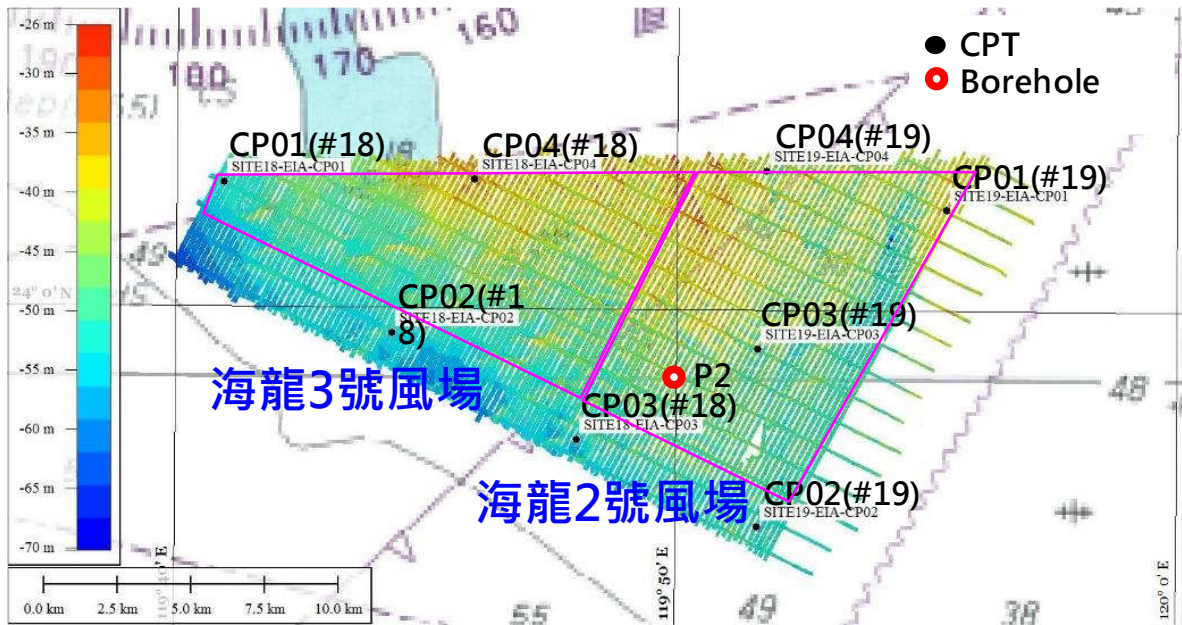 -26 m
-30 m
-35 m
-40 m
-45 m
-50 m
-55 m
-60 m
-65 m
-70 m
160
170
180
CPT
Borehole
CP01(#18)
SITE18-EIA-CP01
CP04(#18)
SITE18-EIA-CP04
CP04(#19)
SITE19-EIA-CP04
CP01(#19)
SITE19-EIA-CP01
49
24° 0'N
CP02(#1
8)
SITE18-EIA-CP02
CP03(#19)
SITE19-EIA-CP03
P2
48
海龍3號風場
CP03(#18)
SITE18-EIA-CP03
海龍2號風場
CP02(#19)
SITE19-EIA-CP02
119° 40' E
119° 50' E
120° 0' E
0.0 km
2.5 km
5.0 km
7.5 km
10.0 km
55
49
38